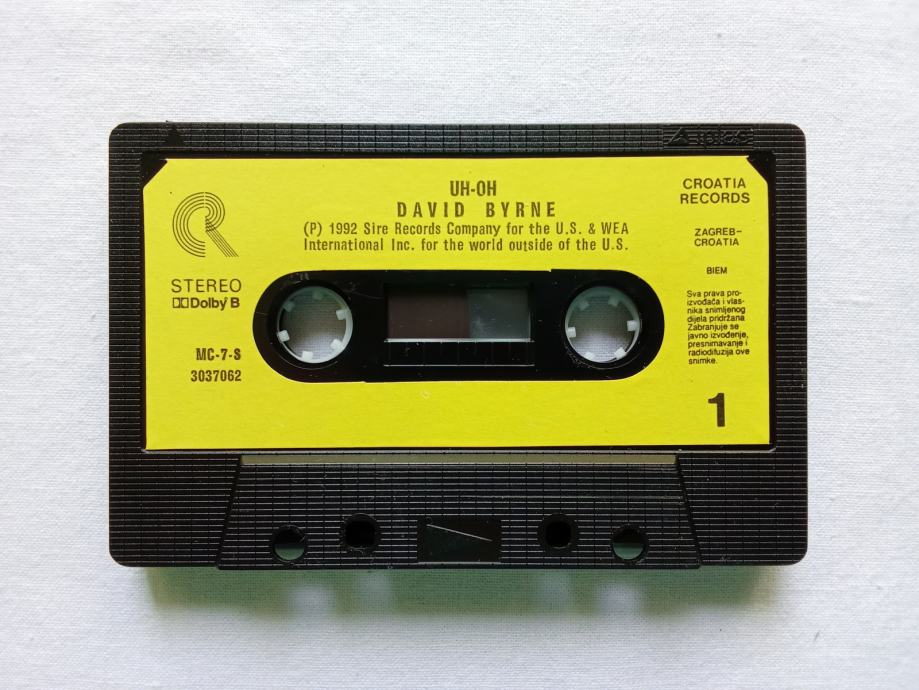 UH-OH
DAVID BYRNE
(P) 1992 Sire Records Company for the U.S. & WEA
International Inc. for the world outside of the U.S.
STEREO
Dolby B
MC-7-S
3037062
CROATIA
RECORDS
ZAGREB–
CROATIA
BIEM
Sva prava pro-
izvođača i vlas-
nika snimljenog
dijela pridržana
Zabranjuje se
javno izvođenje,
presnimavanje i
radiodifuzija ove
snimke.
1